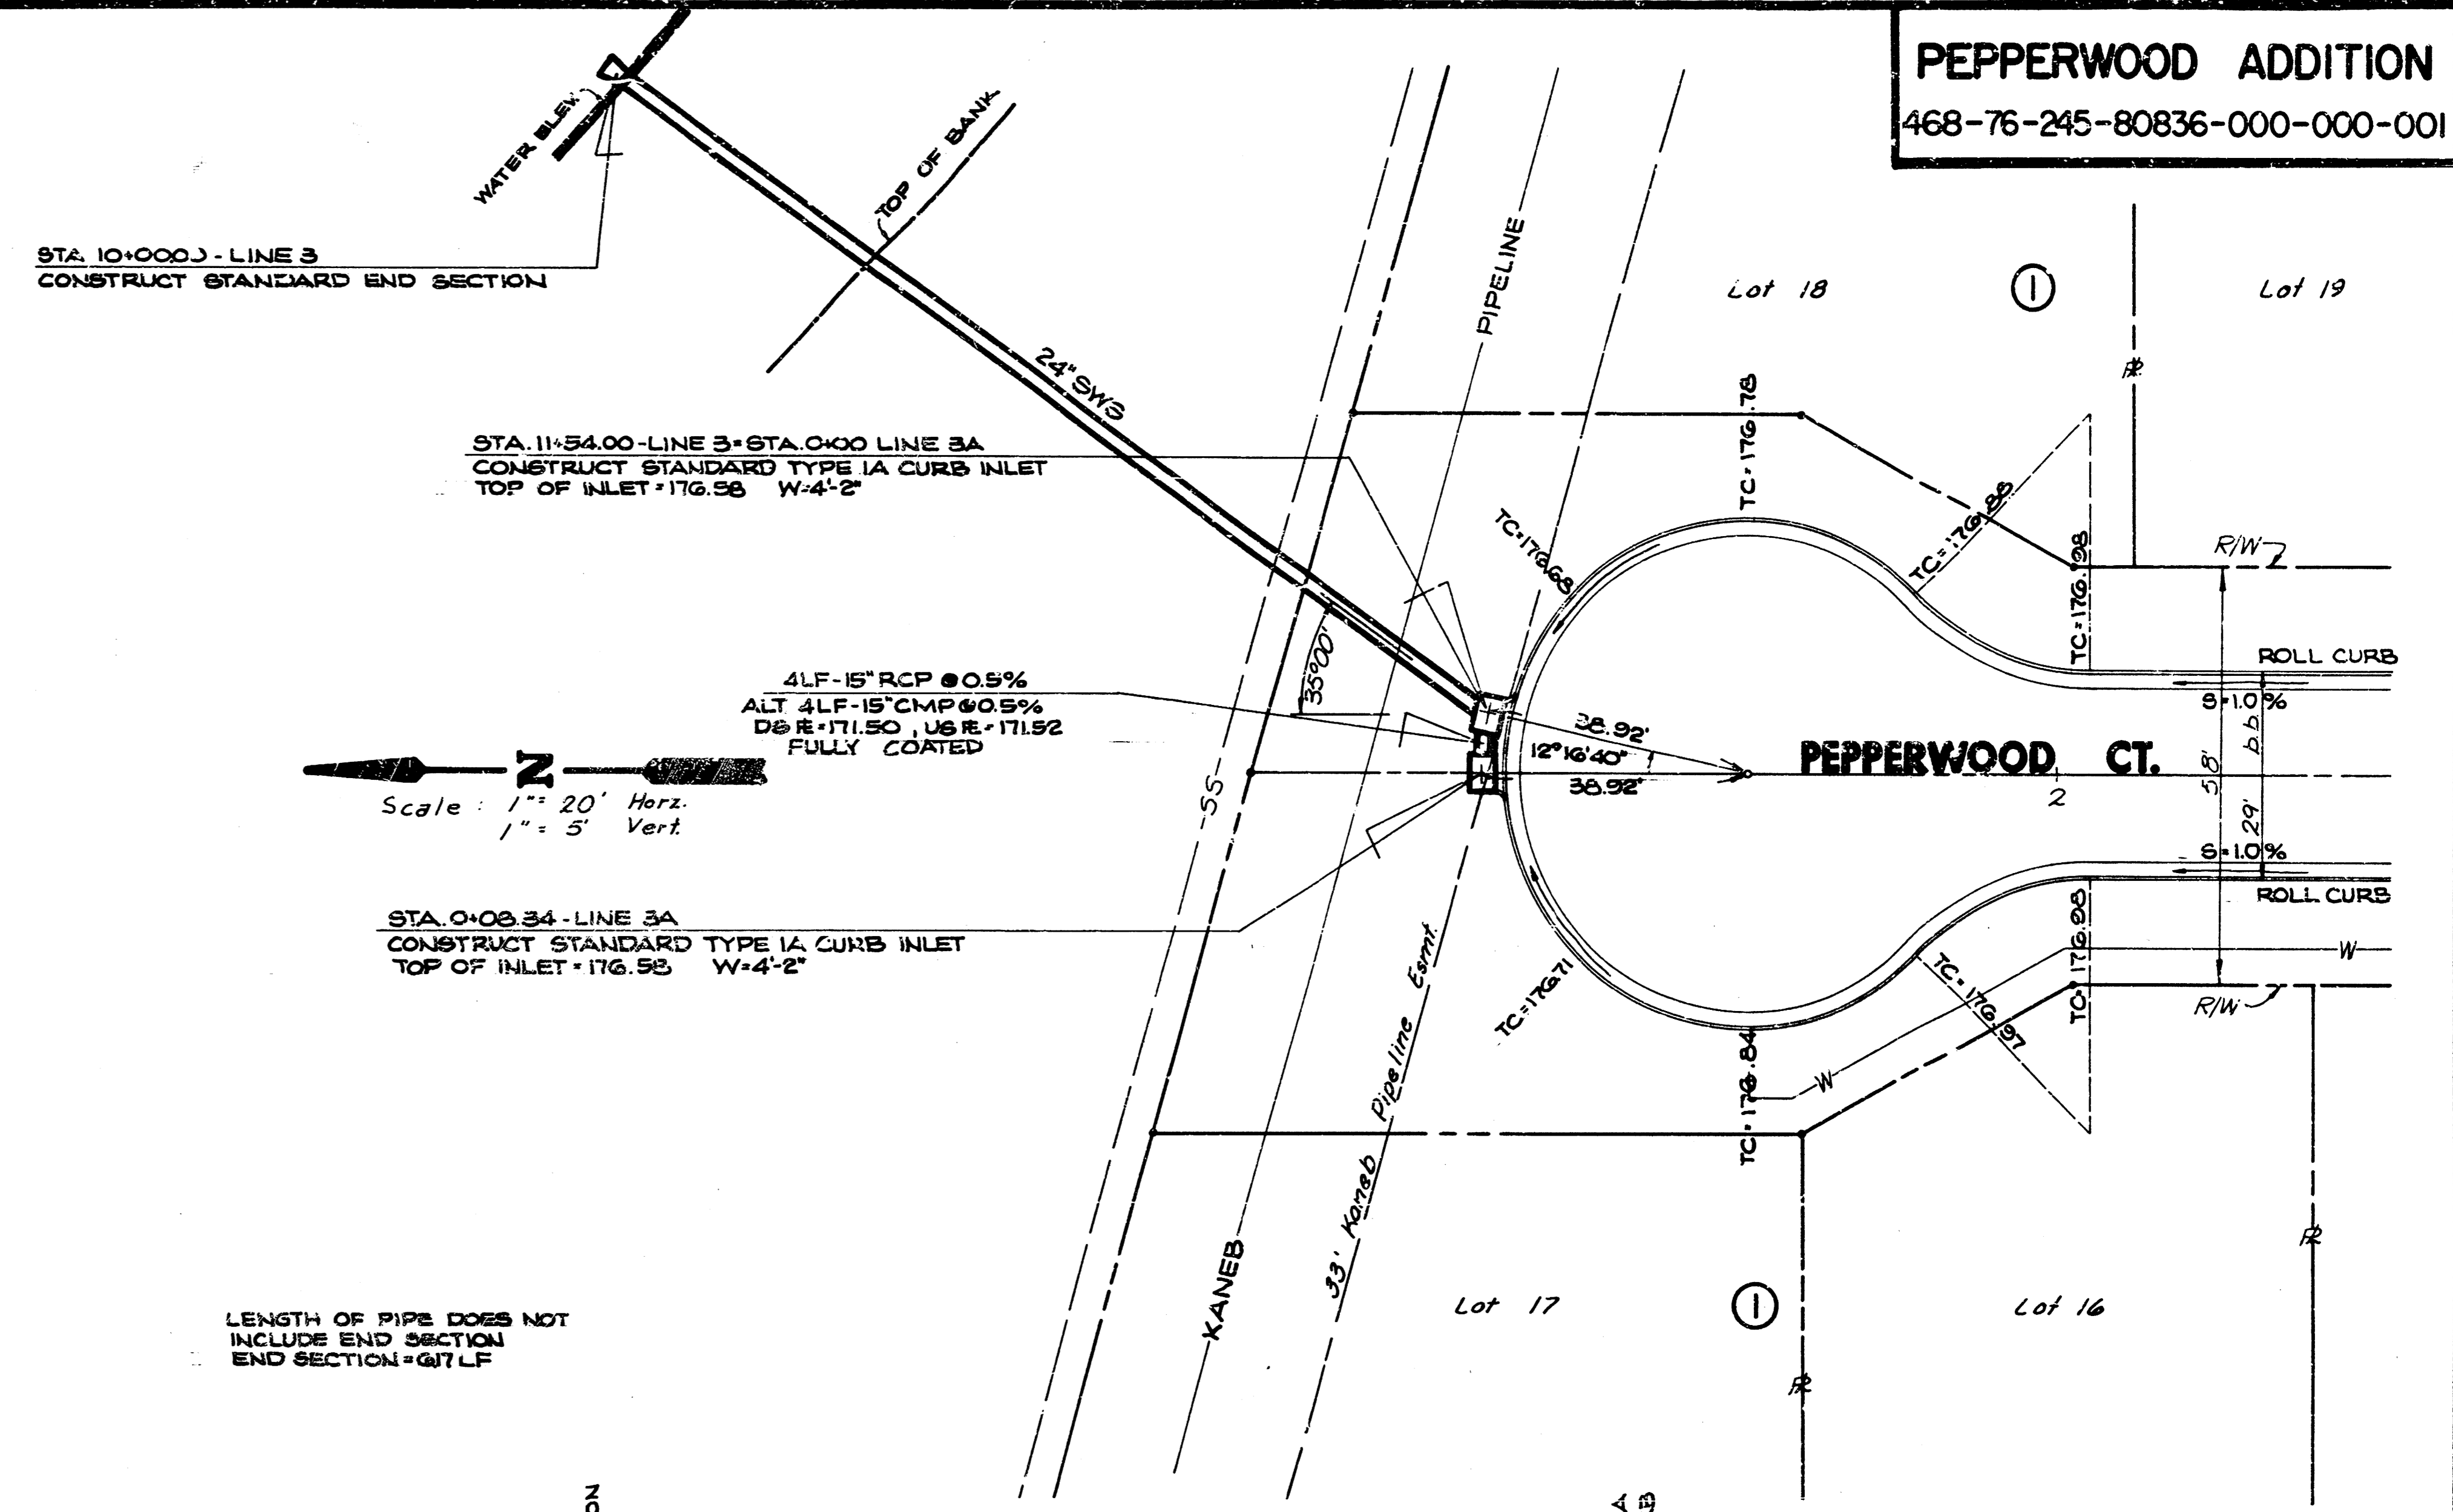 PEPPERWOOD ADDITION
468-76-245-80836-000-000-001
WATER ELEV.
TOP OF BANK
STA 10+00.00 - LINE 3
CONSTRUCT STANDARD END SECTION
24" SWS
PIPELINE
Lot 18
1
Lot 19
PL
STA. 11+54.00 - LINE 3 = STA. 0+00 LINE 3A
CONSTRUCT STANDARD TYPE 1A CURB INLET
TOP OF INLET = 176.58 W=4'-2"
TC=176.78
TC=176.68
TC=176.88
TC=176.98
R/W
ROLL CURB
S=1.0%
35°00'
4LF-15" RCP @ 0.5%
ALT 4LF-15" CMP @ 0.5%
DS FE=171.50 , US FE=171.52
FULLY COATED
38.92'
12°16'40"
38.92'
PEPPERWOOD CT.
2
58'
29' b.b.
N
Scale : 1" = 20' Horz.
1" = 5' Vert.
SS
S=1.0%
ROLL CURB
STA. 0+08.34 - LINE 3A
CONSTRUCT STANDARD TYPE 1A CURB INLET
TOP OF INLET = 176.58 W=4'-2"
TC=176.71
TC=176.84
TC=176.97
TC=176.98
W
W
R/W
KANEB
33' Kaneb Pipeline Esmt.
Lot 17
1
Lot 16
PL
PL
LENGTH OF PIPE DOES NOT
INCLUDE END SECTION
END SECTION = 6.17 LF